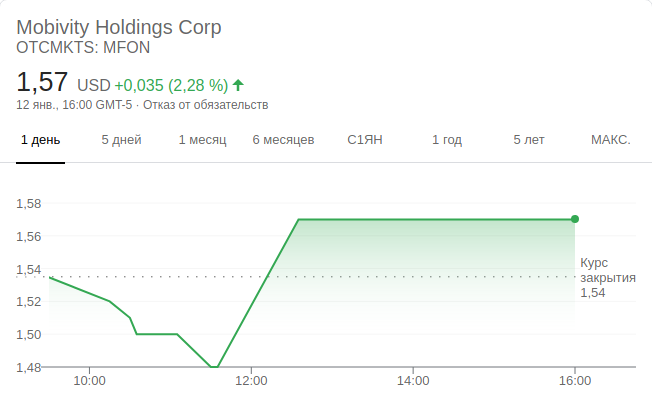 Mobivity Holdings Corp
OTCMKTS: MFON
1,57 USD +0,035 (2,28 %)
12 янв., 16:00 GMT-5 · Отказ от обязательств
1 день 5 дней 1 месяц 6 месяцев С1ЯН 1 год 5 лет МАКС.
1,58
1,56
1,54
1,52
1,50
1,48
Курс
закрытия
1,54
10:00 12:00 14:00 16:00